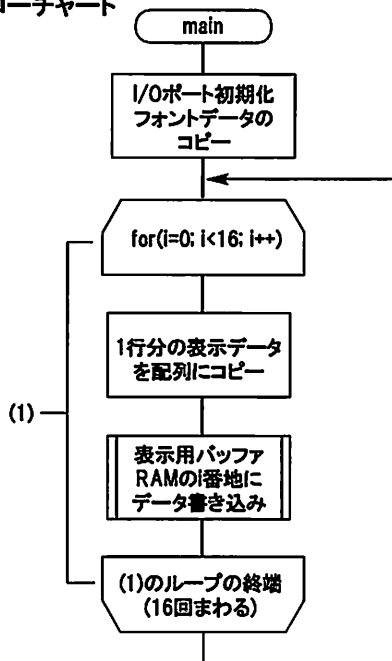 ローチャート
main
I/Oポート初期化
フォントデータの
コピー
for(i=0; i<16; i++)
1行分の表示データ
を配列にコピー
(1)
表示用バッファ
RAMのi番地に
データ書き込み
(1)のループの終端
(16回まわる)